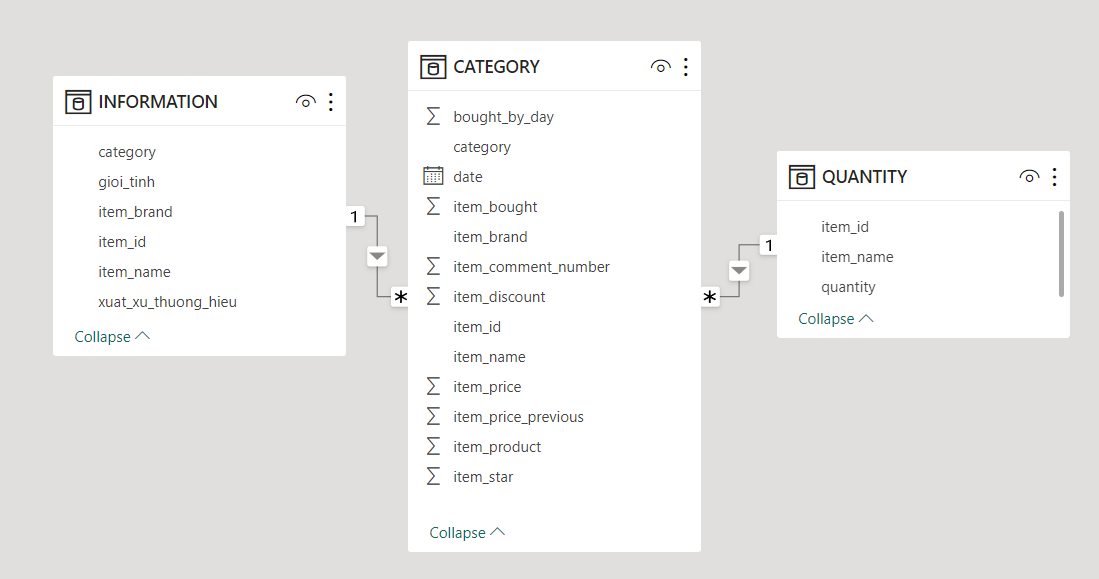 INFORMATION
category
gioi_tinh
item_brand
item_id
item_name
xuat_xu_thuong_hieu
Collapse
1
*
CATEGORY
Σ bought_by_day
category
date
Σ item_bought
item_brand
Σ item_comment_number
Σ item_discount
item_id
item_name
Σ item_price
Σ item_price_previous
Σ item_product
Σ item_star
Collapse
*
1
QUANTITY
item_id
item_name
quantity
Collapse